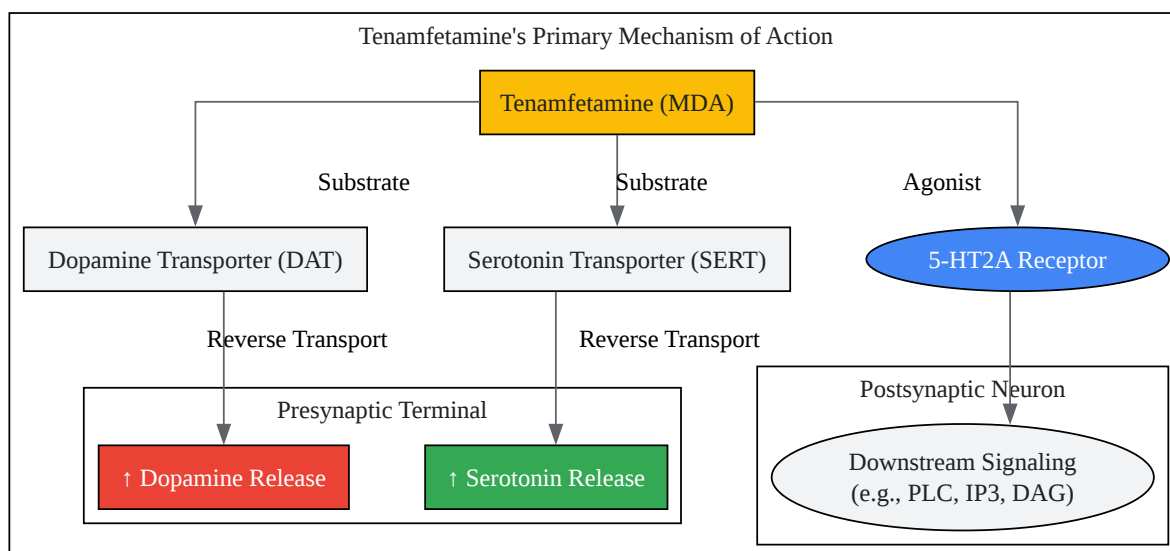 Tenamfetamine's Primary Mechanism of Action
Tenamfetamine (MDA)
Substrate
Substrate
Agonist
Dopamine Transporter (DAT)
Serotonin Transporter (SERT)
5-HT2A Receptor
Reverse Transport
Reverse Transport
Presynaptic Terminal
Postsynaptic Neuron
↑ Dopamine Release
↑ Serotonin Release
Downstream Signaling
(e.g., PLC, IP3, DAG)